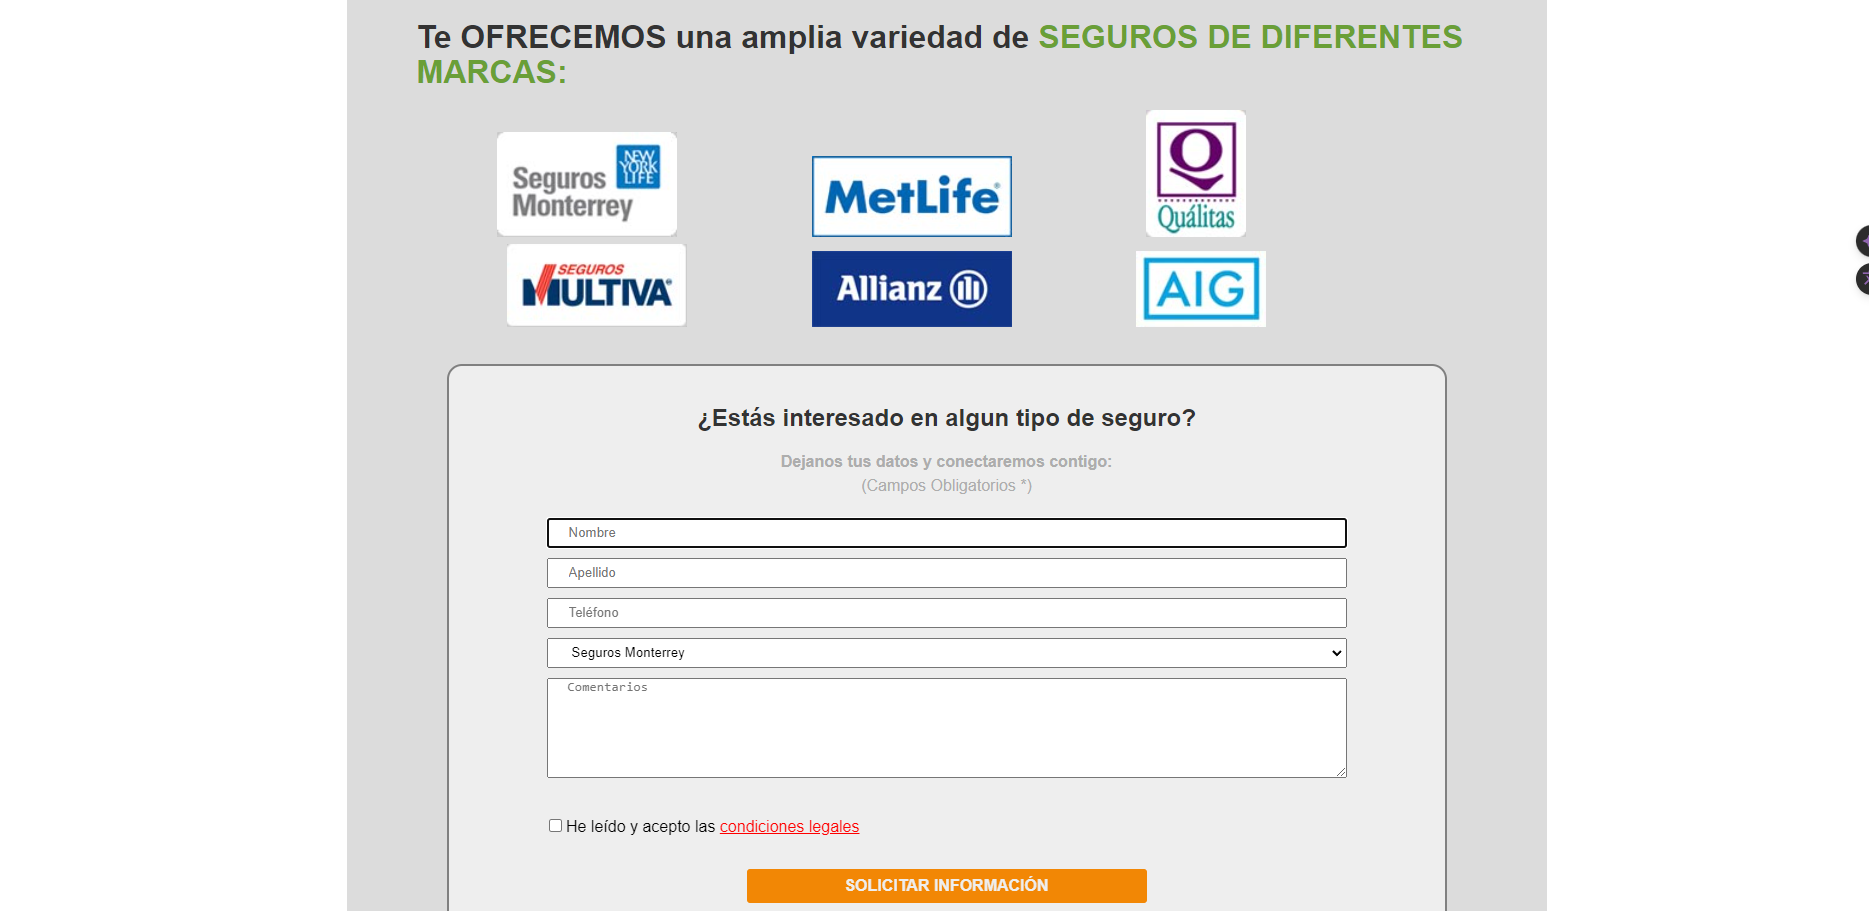 Te OFRECEMOS una amplia variedad de SEGUROS DE DIFERENTES
MARCAS:
Seguros
Monterrey
NEW
YORK
LIFE
MetLife®
Quálitas
SEGUROS
MULTIVA®
Allianz
AIG
¿Estás interesado en algun tipo de seguro?
Dejanos tus datos y conectaremos contigo:
(Campos Obligatorios *)
Nombre
Apellido
Teléfono
Seguros Monterrey
Comentarios
He leído y acepto las condiciones legales
SOLICITAR INFORMACIÓN